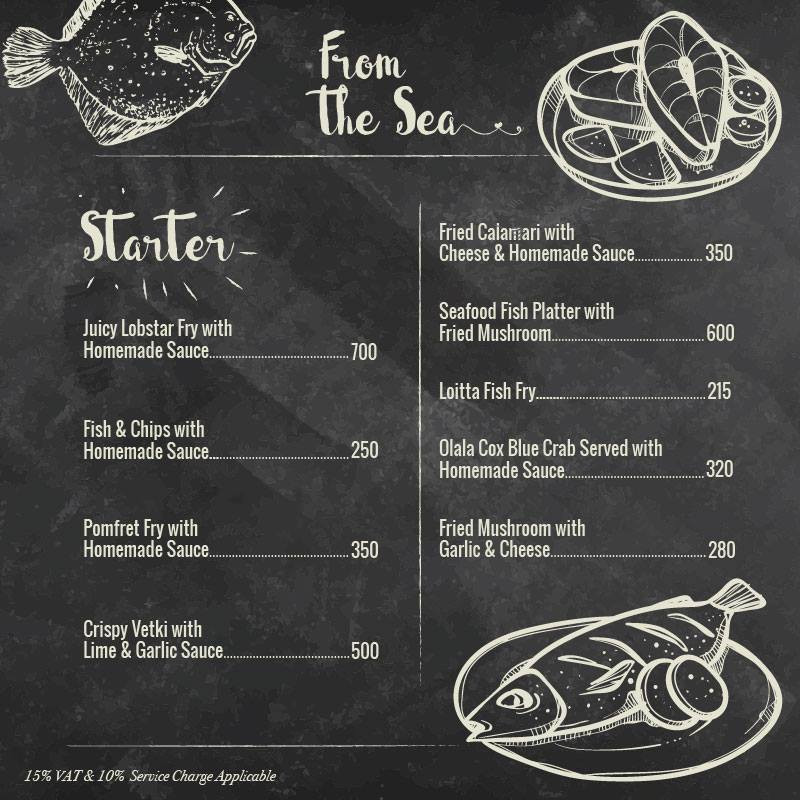 From
The Sea
Starter
Juicy Lobstar Fry with
Homemade Sauce........................................700
Fish & Chips with
Homemade Sauce........................................250
Pomfret Fry with
Homemade Sauce........................................350
Crispy Vetki with
Lime & Garlic Sauce....................................500
Fried Calamari with
Cheese & Homemade Sauce....................350
Seafood Fish Platter with
Fried Mushroom............................................600
Loitta Fish Fry................................................215
Olala Cox Blue Crab Served with
Homemade Sauce........................................320
Fried Mushroom with
Garlic & Cheese............................................280
15% VAT & 10% Service Charge Applicable